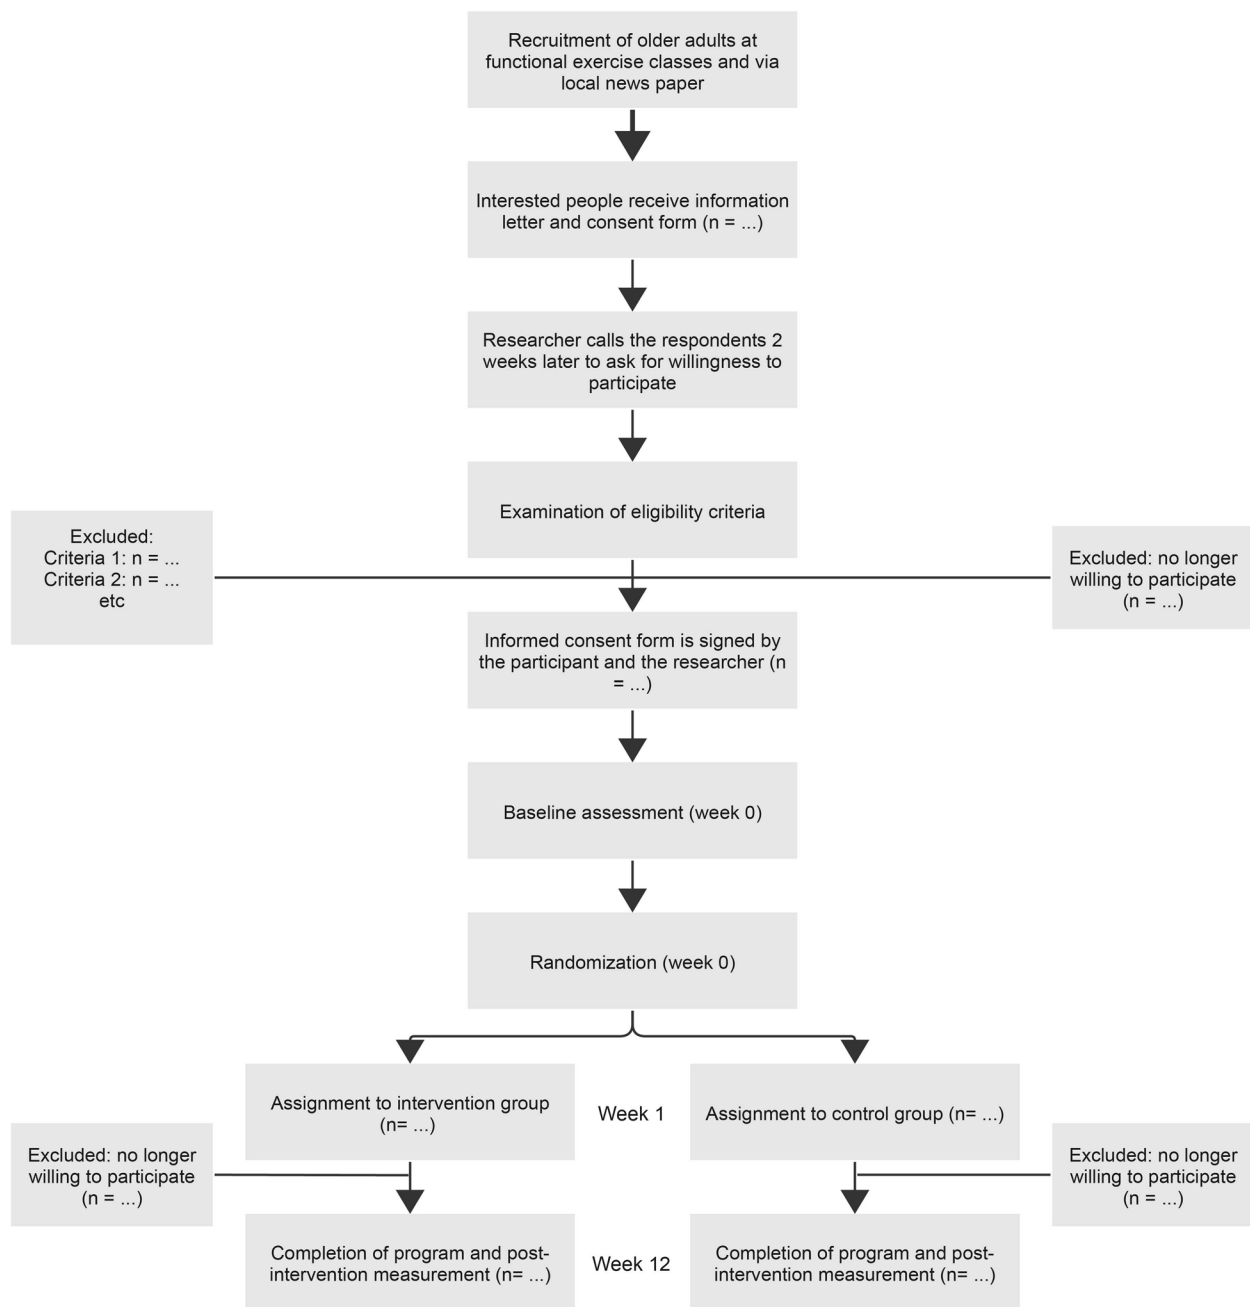 Recruitment of older adults at
functional exercise classes and via
local news paper
Interested people receive information
letter and consent form (n = ...)
Researcher calls the respondents 2
weeks later to ask for willingness to
participate
Examination of eligibility criteria
Excluded:
Criteria 1: n = ...
Criteria 2: n = ...
etc
Excluded: no longer
willing to participate
(n = ...)
Informed consent form is signed by
the participant and the researcher (n
= ...)
Baseline assessment (week 0)
Randomization (week 0)
Assignment to intervention group
(n= ...)
Week 1
Assignment to control group (n= ...)
Excluded: no longer
willing to participate
(n = ...)
Excluded: no longer
willing to participate
(n = ...)
Completion of program and post-
intervention measurement (n= ...)
Week 12
Completion of program and post-
intervention measurement (n= ...)